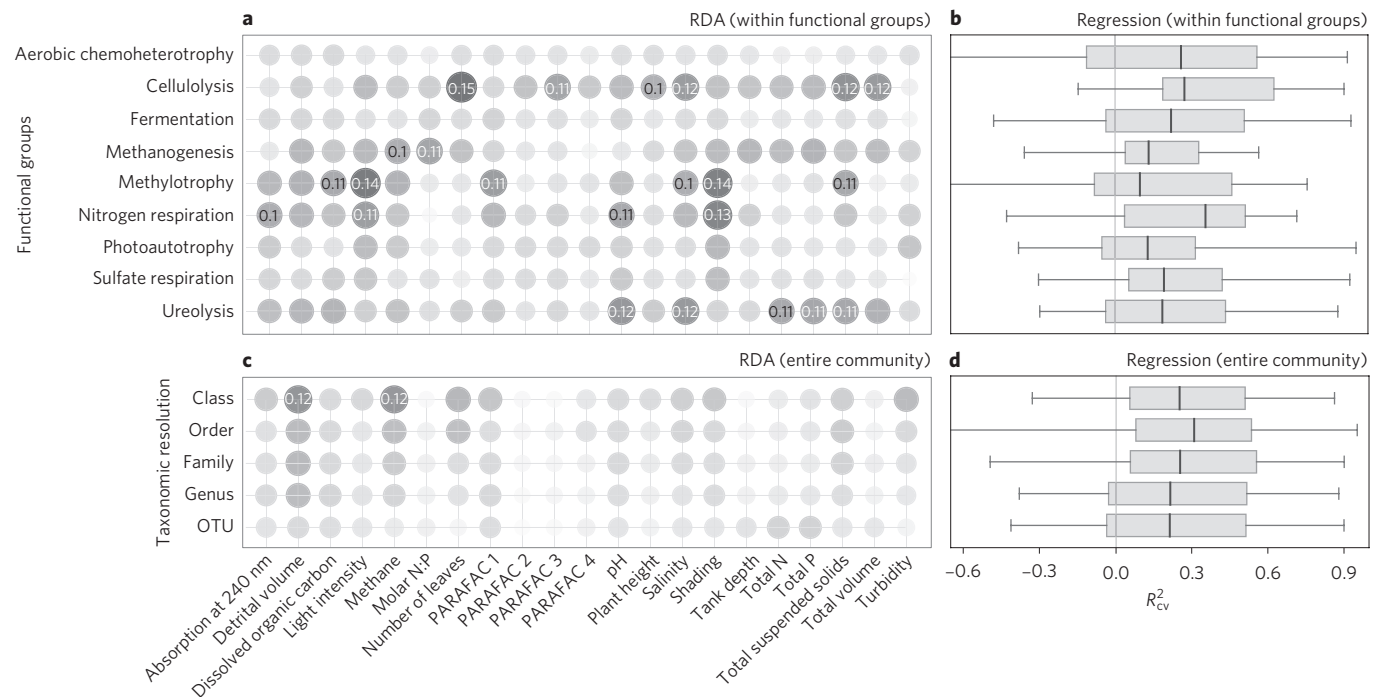 a RDA (within functional groups)
b Regression (within functional groups)
Functional groups
Aerobic chemoheterotrophy
Cellulolysis 0.15 0.11 0.1 0.12 0.12 0.12
Fermentation
Methanogenesis 0.1 0.11
Methylotrophy 0.11 0.14 0.11 0.1 0.14 0.11
Nitrogen respiration 0.1 0.11 0.11 0.13
Photoautotrophy
Sulfate respiration
Ureolysis 0.12 0.12 0.11 0.11 0.11
c RDA (entire community)
d Regression (entire community)
Taxonomic resolution
Class 0.12 0.12
Order
Family
Genus
OTU
Absorption at 240 nm
Detrital volume
Dissolved organic carbon
Light intensity
Methane
Molar N:P
Number of leaves
PARAFAC 1
PARAFAC 2
PARAFAC 3
PARAFAC 4
pH
Plant height
Salinity
Shading
Tank depth
Total N
Total P
Total suspended solids
Total volume
Turbidity
−0.6 −0.3 0.0 0.3 0.6 0.9
R²cv